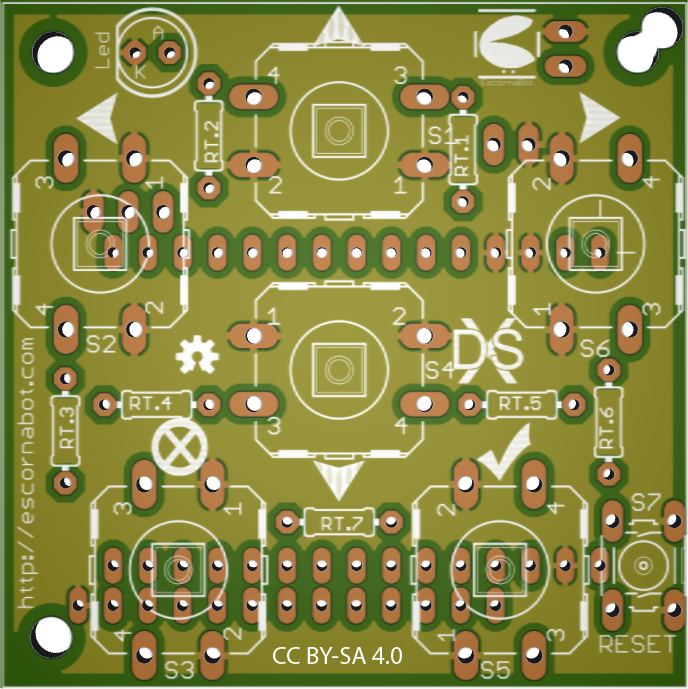 Led
A
K
EscornaBot
4
3
2
1
S1
RT.2
RT.1
3
1
4
2
S2
2
4
1
3
S6
1
2
3
4
S4
DS
RT.3
RT.4
RT.5
RT.6
http://escornabot.com
RT.7
3
1
4
2
S3
2
4
1
3
S5
S7
RESET
CC BY-SA 4.0